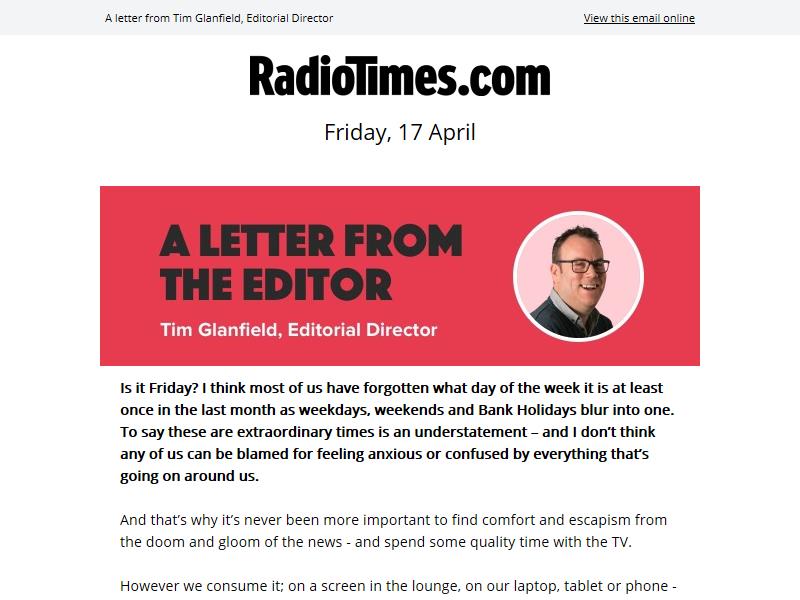 A letter from Tim Glanfield, Editorial Director
View this email online
RadioTimes.com
Friday, 17 April
A LETTER FROM
THE EDITOR
Tim Glanfield, Editorial Director
Is it Friday? I think most of us have forgotten what day of the week it is at least
once in the last month as weekdays, weekends and Bank Holidays blur into one.
To say these are extraordinary times is an understatement – and I don’t think
any of us can be blamed for feeling anxious or confused by everything that’s
going on around us.
And that’s why it’s never been more important to find comfort and escapism from
the doom and gloom of the news - and spend some quality time with the TV.
However we consume it; on a screen in the lounge, on our laptop, tablet or phone -